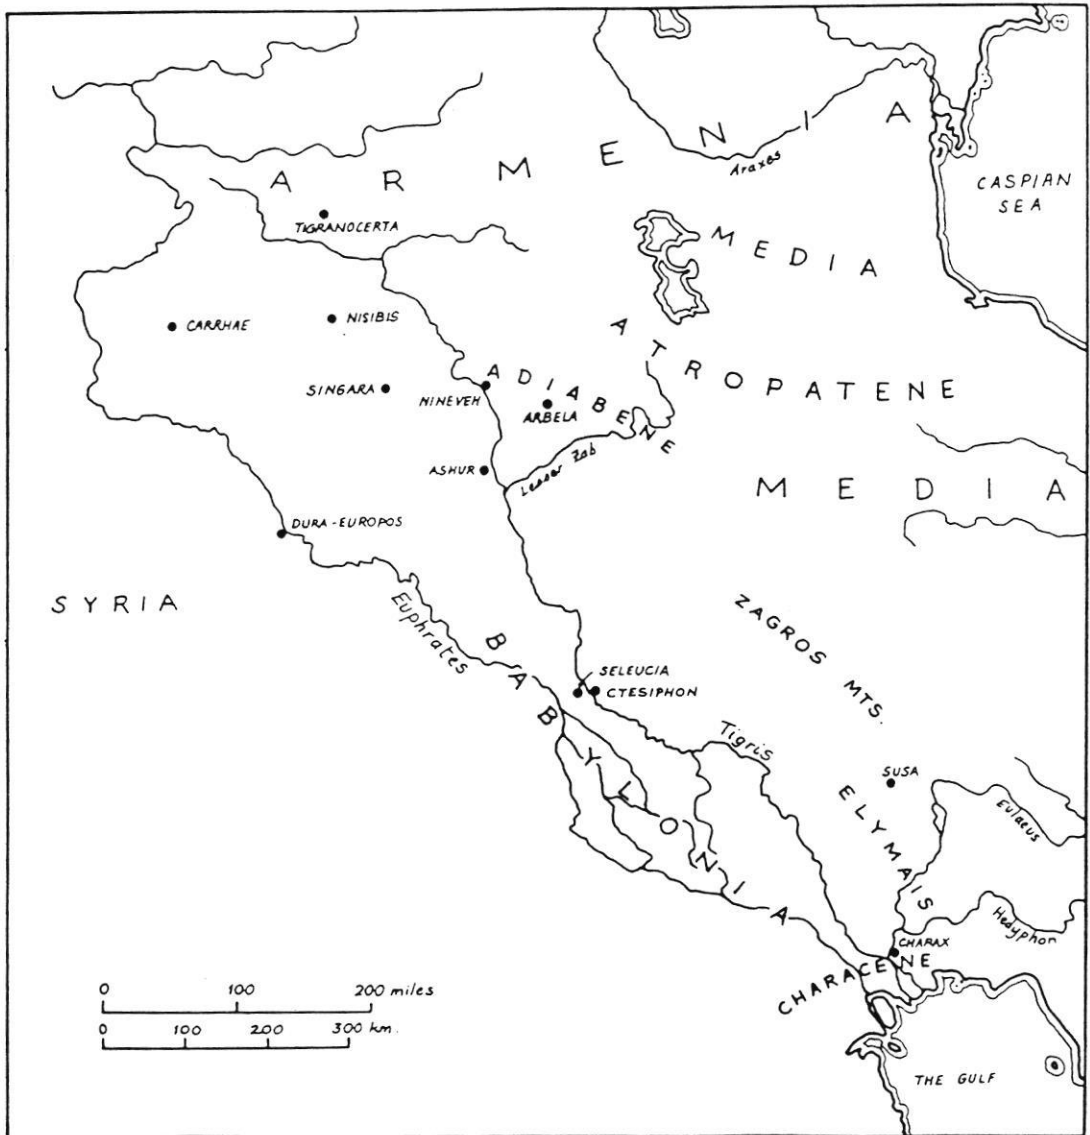 ARMENIA
Araxes
CASPIAN
SEA
TIGRANOCERTA
MEDIA
ATROPATENE
CARRHAE
NISIBIS
SINGARA
NINEVEH
ADIABENE
ARBELA
ASHUR
Lesser Zab
MEDIA
DURA-EUROPOS
SYRIA
Euphrates
ZAGROS MTS.
BABYLONIA
SELEUCIA
CTESIPHON
Tigris
SUSA
ELYMAIS
Eulaeus
Hedyphon
CHARAX
CHARACENE
0 100 200 miles
0 100 200 300 km.
THE GULF